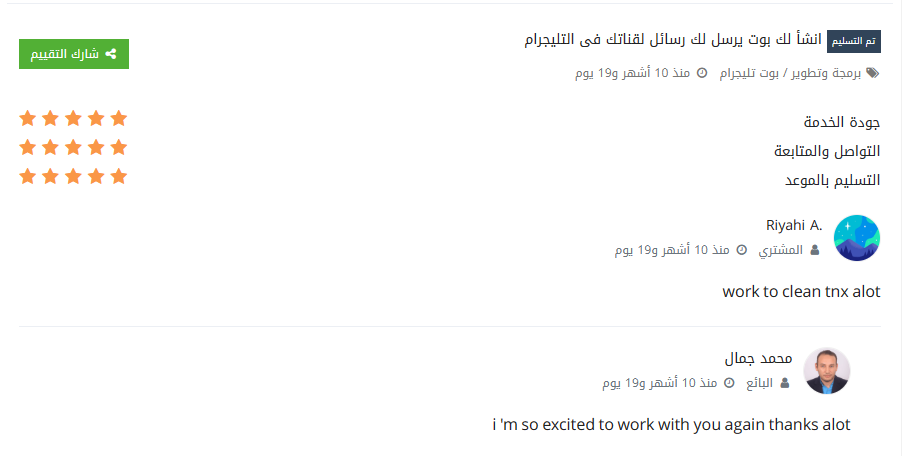 تم التسليم انشأ لك بوت يرسل لك رسائل لقناتك فى التليجرام
شارك التقييم
برمجة وتطوير / بوت تليجرام منذ 10 أشهر و19 يوم
جودة الخدمة
التواصل والمتابعة
التسليم بالموعد
Riyahi A.
المشتري منذ 10 أشهر و19 يوم
work to clean tnx alot
محمد جمال
البائع منذ 10 أشهر و19 يوم
i 'm so excited to work with you again thanks alot